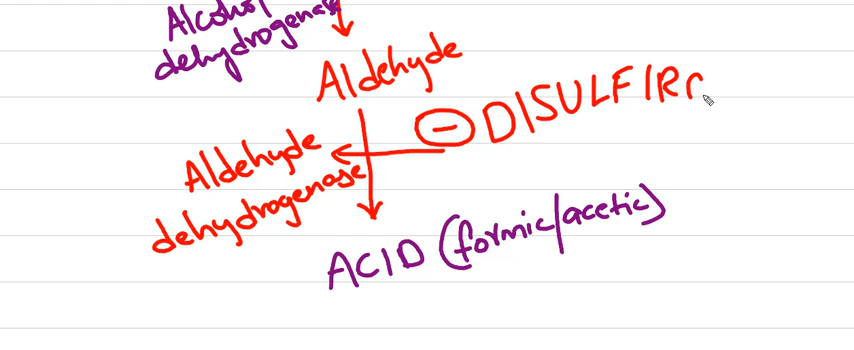 Alcohol
dehydrogenase
Aldehyde
⊖ DISULFIRr
Aldehyde
dehydrogenase
ACID (formic/acetic)